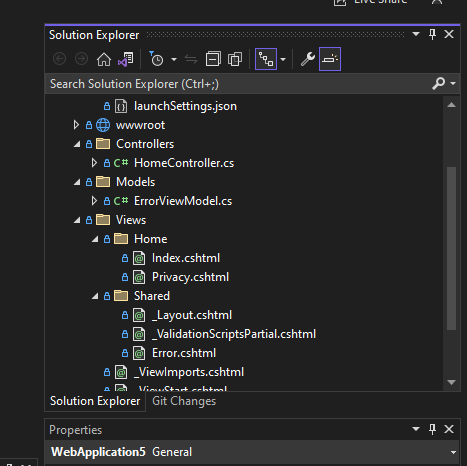 Live Share
Solution Explorer
Search Solution Explorer (Ctrl+;)
launchSettings.json
wwwroot
Controllers
C# HomeController.cs
Models
C# ErrorViewModel.cs
Views
Home
@ Index.cshtml
@ Privacy.cshtml
Shared
@ _Layout.cshtml
@ _ValidationScriptsPartial.cshtml
@ Error.cshtml
@ _ViewImports.cshtml
@ _ViewStart.cshtml
Solution Explorer Git Changes
Properties
WebApplication5 General